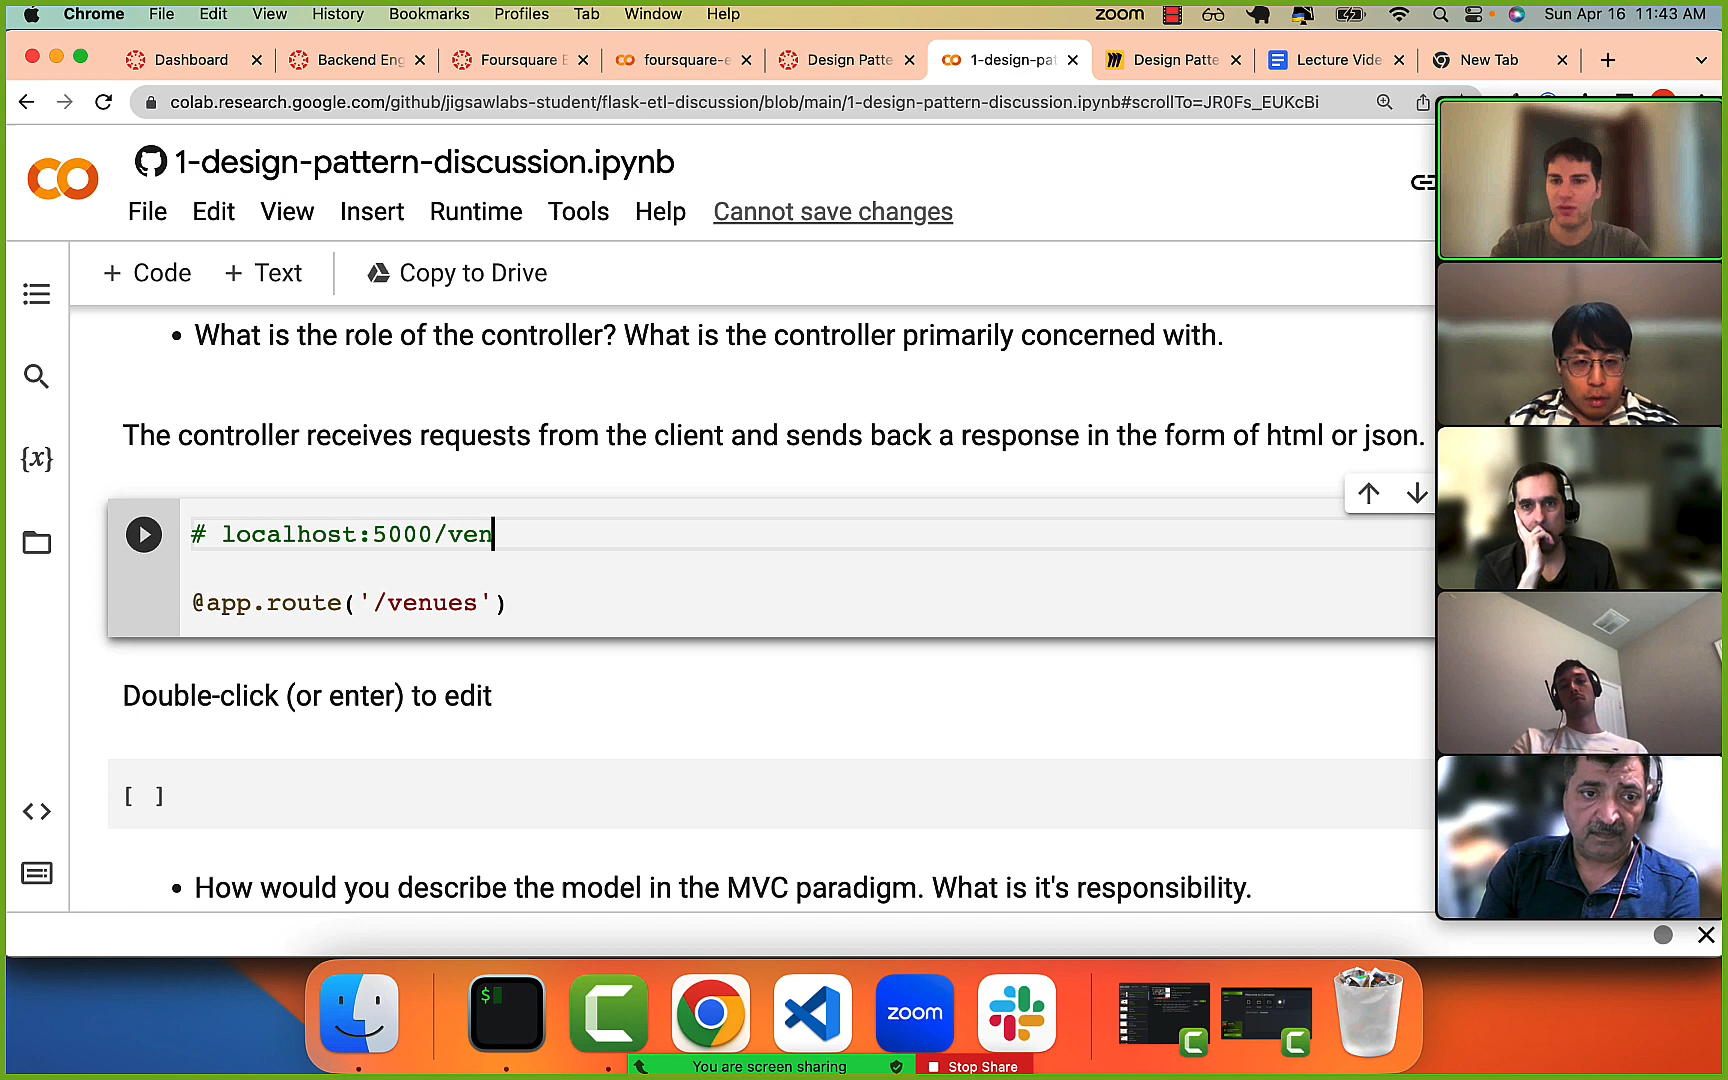 Chrome File Edit View History Bookmarks Profiles Tab Window Help zoom Sun Apr 16 11:43 AM
Dashboard Backend Eng Foursquare E foursquare-e Design Patte 1-design-pat Design Patte Lecture Vide New Tab
colab.research.google.com/github/jigsawlabs-student/flask-etl-discussion/blob/main/1-design-pattern-discussion.ipynb#scrollTo=JR0Fs_EUKcBi
1-design-pattern-discussion.ipynb
File Edit View Insert Runtime Tools Help Cannot save changes
+ Code + Text Copy to Drive
• What is the role of the controller? What is the controller primarily concerned with.
The controller receives requests from the client and sends back a response in the form of html or json.
{x}
# localhost:5000/ven
@app.route('/venues')
Double-click (or enter) to edit
[ ]
• How would you describe the model in the MVC paradigm. What is it's responsibility.
$
zoom
You are screen sharing Stop Share